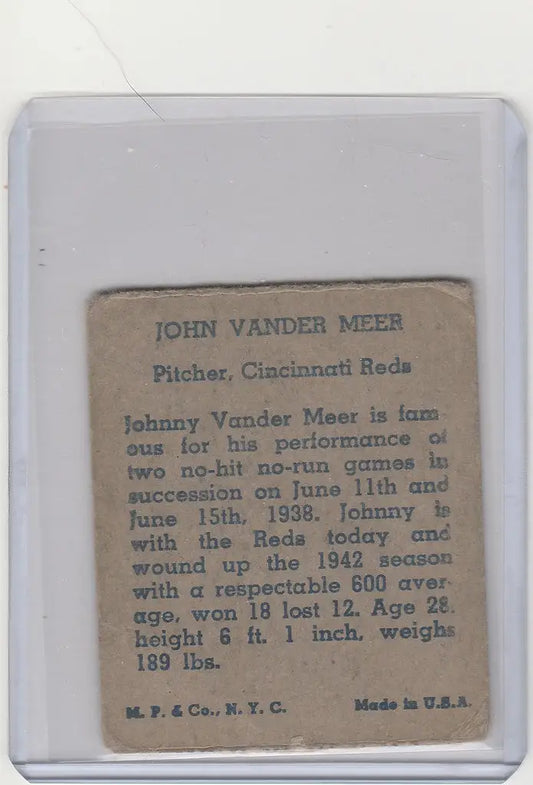 JOHN VANDER MEER
Pitcher, Cincinnati Reds
Johnny Vander Meer is fam-
ous for his performance of
two no-hit no-run games in
succession on June 11th and
June 15th, 1938. Johnny is
with the Reds today and
wound up the 1942 season
with a respectable 600 aver-
age, won 18 lost 12. Age 28,
height 6 ft. 1 inch, weighs
189 lbs.
M. P. & Co., N. Y. C. Made in U.S.A.